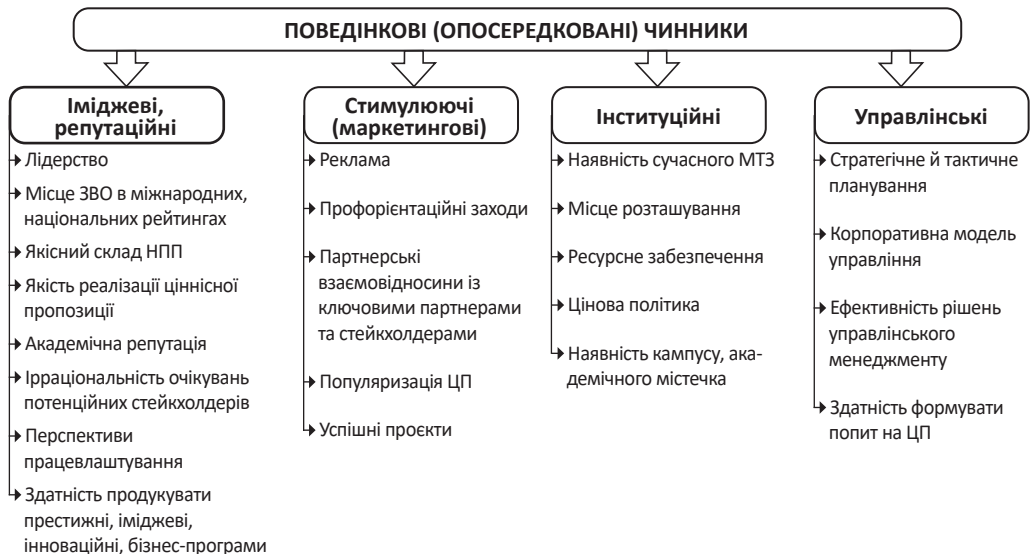 ПОВЕДІНКОВІ (ОПОСЕРЕДКОВАНІ) ЧИННИКИ
Іміджеві,
репутаційні
Лідерство
Місце ЗВО в міжнародних,
національних рейтингах
Якісний склад НПП
Якість реалізації ціннісної
пропозиції
Академічна репутація
Ірраціональність очікувань
потенційних стейкхолдерів
Перспективи
працевлаштування
Здатність продукувати
престижні, іміджеві,
інноваційні, бізнес-програми
Стимулюючі
(маркетингові)
Реклама
Профорієнтаційні заходи
Партнерські
взаємовідносини із
ключовими партнерами
та стейкхолдерами
Популяризація ЦП
Успішні проєкти
Інституційні
Наявність сучасного МТЗ
Місце розташування
Ресурсне забезпечення
Цінова політика
Наявність кампусу, ака-
демічного містечка
Управлінські
Стратегічне й тактичне
планування
Корпоративна модель
управління
Ефективність рішень
управлінського
менеджменту
Здатність формувати
попит на ЦП